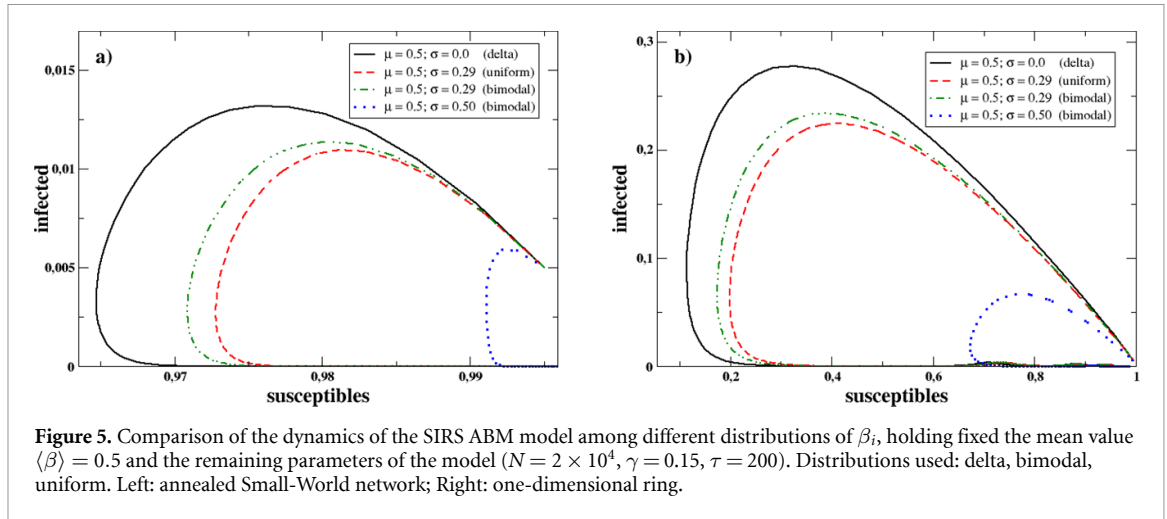 a)
μ = 0.5; σ = 0.0 (delta)
μ = 0.5; σ = 0.29 (uniform)
μ = 0.5; σ = 0.29 (bimodal)
μ = 0.5; σ = 0.50 (bimodal)
0,015
0,01
0,005
0
infected
0,97
0,98
0,99
susceptibles
b)
μ = 0.5; σ = 0.0 (delta)
μ = 0.5; σ = 0.29 (uniform)
μ = 0.5; σ = 0.29 (bimodal)
μ = 0.5; σ = 0.50 (bimodal)
0,3
0,2
0,1
0
infected
0,2
0,4
0,6
0,8
1
susceptibles
Figure 5. Comparison of the dynamics of the SIRS ABM model among different distributions of βᵢ, holding fixed the mean value
⟨β⟩ = 0.5 and the remaining parameters of the model (N = 2 × 10⁴, γ = 0.15, τ = 200). Distributions used: delta, bimodal,
uniform. Left: annealed Small-World network; Right: one-dimensional ring.